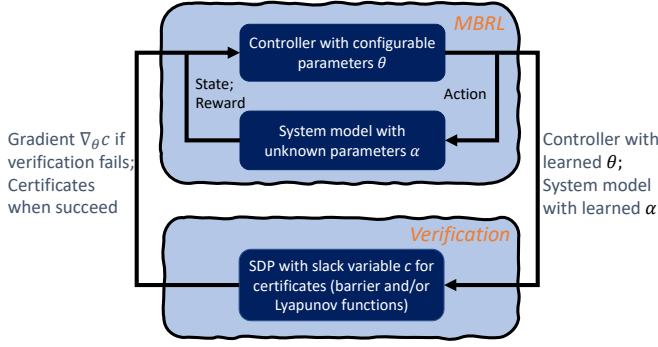 MBRL
Controller with configurable
parameters θ
State;
Reward
Action
System model with
unknown parameters α
Gradient ∇θc if
verification fails;
Certificates
when succeed
Controller with
learned θ;
System model
with learned α
Verification
SDP with slack variable c for
certificates (barrier and/or
Lyapunov functions)